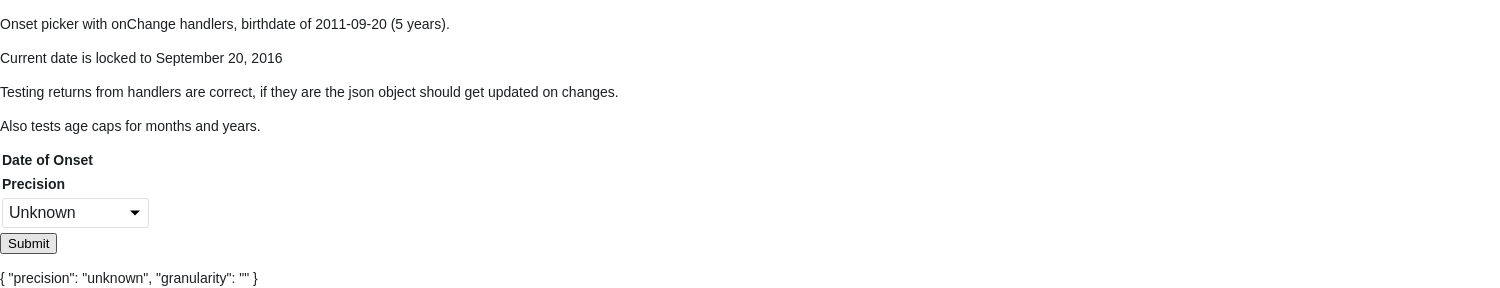 Onset picker with onChange handlers, birthdate of 2011-09-20 (5 years).
Current date is locked to September 20, 2016
Testing returns from handlers are correct, if they are the json object should get updated on changes.
Also tests age caps for months and years.
Date of Onset
Precision
Unknown
Submit
{ "precision": "unknown", "granularity": "" }